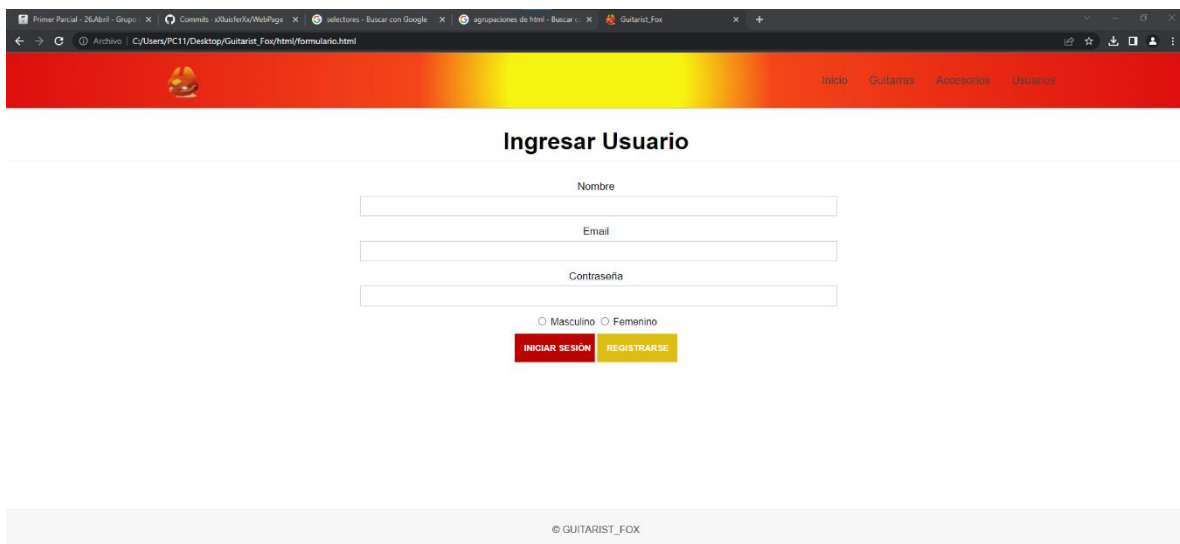 Primer Parcial - 26.Abril - Grupo
Commits · xXluisferXx/WebPage
selectores - Buscar con Google
agrupaciones de html - Buscar c
Guitarist_Fox
Archivo | C:/Users/PC11/Desktop/Guitarist_Fox/html/formulario.html
Inicio Guitarras Accesorios Usuarios
Ingresar Usuario
Nombre
Email
Contraseña
Masculino Femenino
INICIAR SESIÓN REGISTRARSE
© GUITARIST_FOX